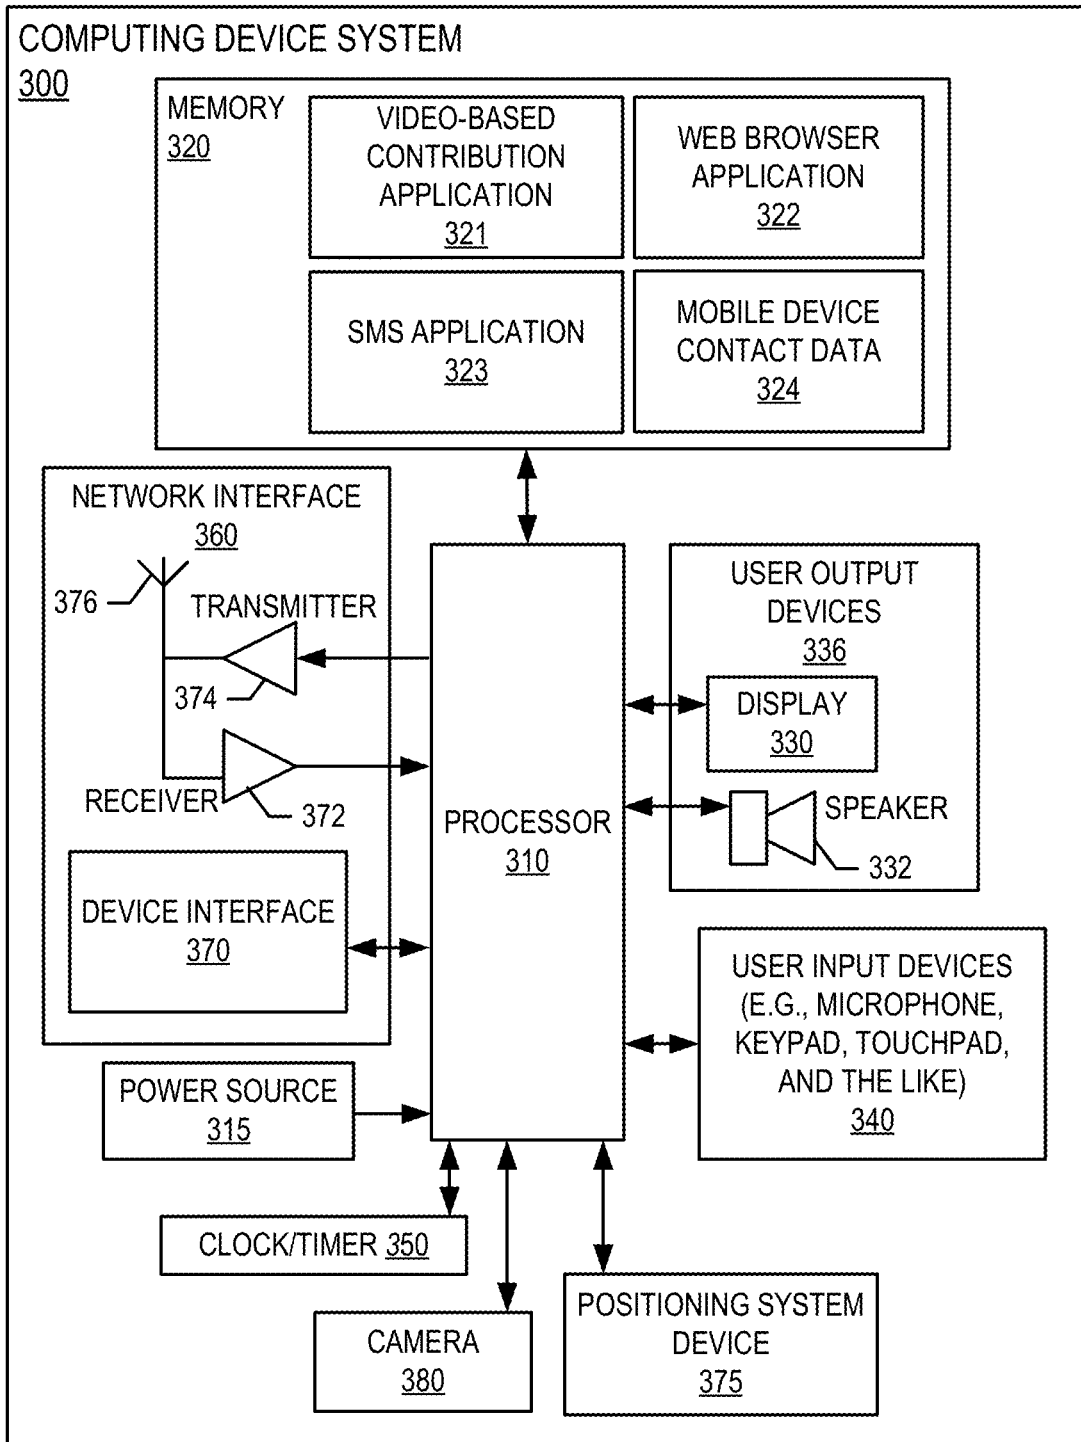 COMPUTING DEVICE SYSTEM
300
MEMORY
320
VIDEO-BASED
CONTRIBUTION
APPLICATION
321
WEB BROWSER
APPLICATION
322
SMS APPLICATION
323
MOBILE DEVICE
CONTACT DATA
324
NETWORK INTERFACE
360
376
TRANSMITTER
374
RECEIVER
372
DEVICE INTERFACE
370
PROCESSOR
310
USER OUTPUT
DEVICES
336
DISPLAY
330
SPEAKER
332
USER INPUT DEVICES
(E.G., MICROPHONE,
KEYPAD, TOUCHPAD,
AND THE LIKE)
340
POWER SOURCE
315
CLOCK/TIMER 350
CAMERA
380
POSITIONING SYSTEM
DEVICE
375